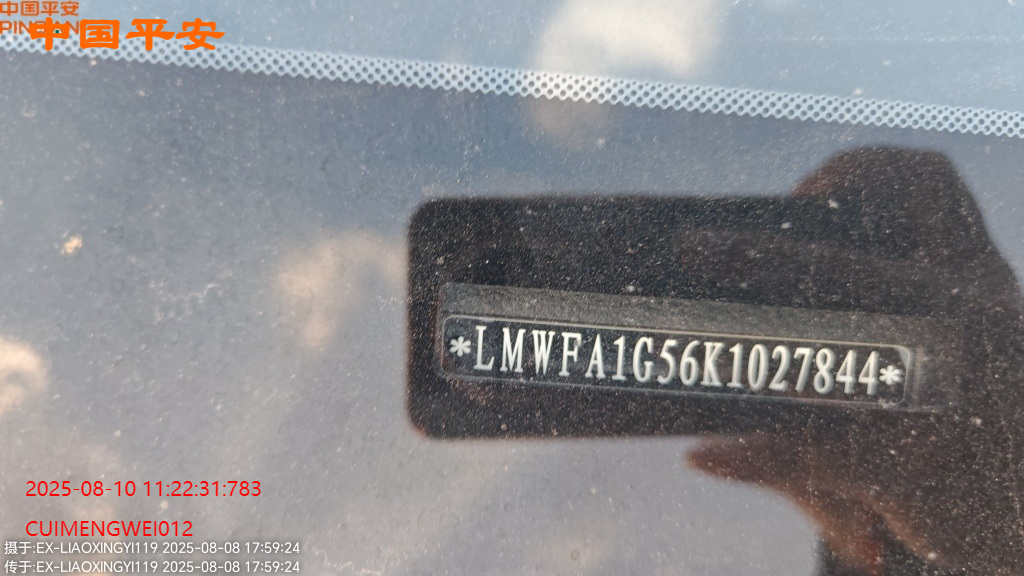 中国平安
PINGAN
中国平安
*LMWFA1G56K1027844*
2025-08-10 11:22:31:783
CUIMENGWEI012
摄于:EX-LIAOXINGYI119 2025-08-08 17:59:24
传于:EX-LIAOXINGYI119 2025-08-08 17:59:24